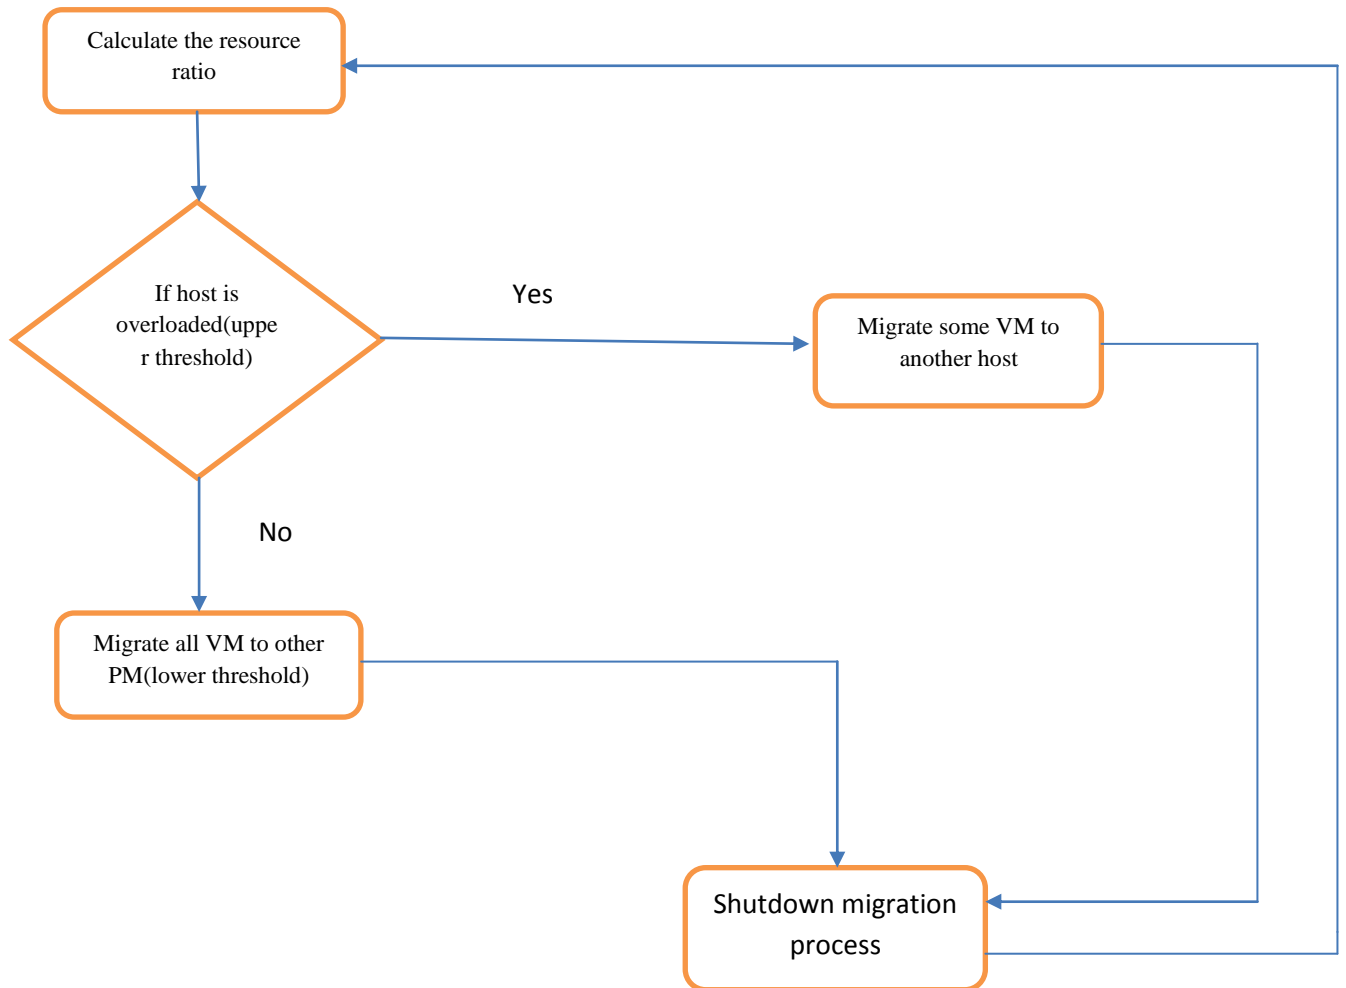 Calculate the resource
ratio
If host is
overloaded(uppe
r threshold)
Yes
Migrate some VM to
another host
No
Migrate all VM to other
PM(lower threshold)
Shutdown migration
process